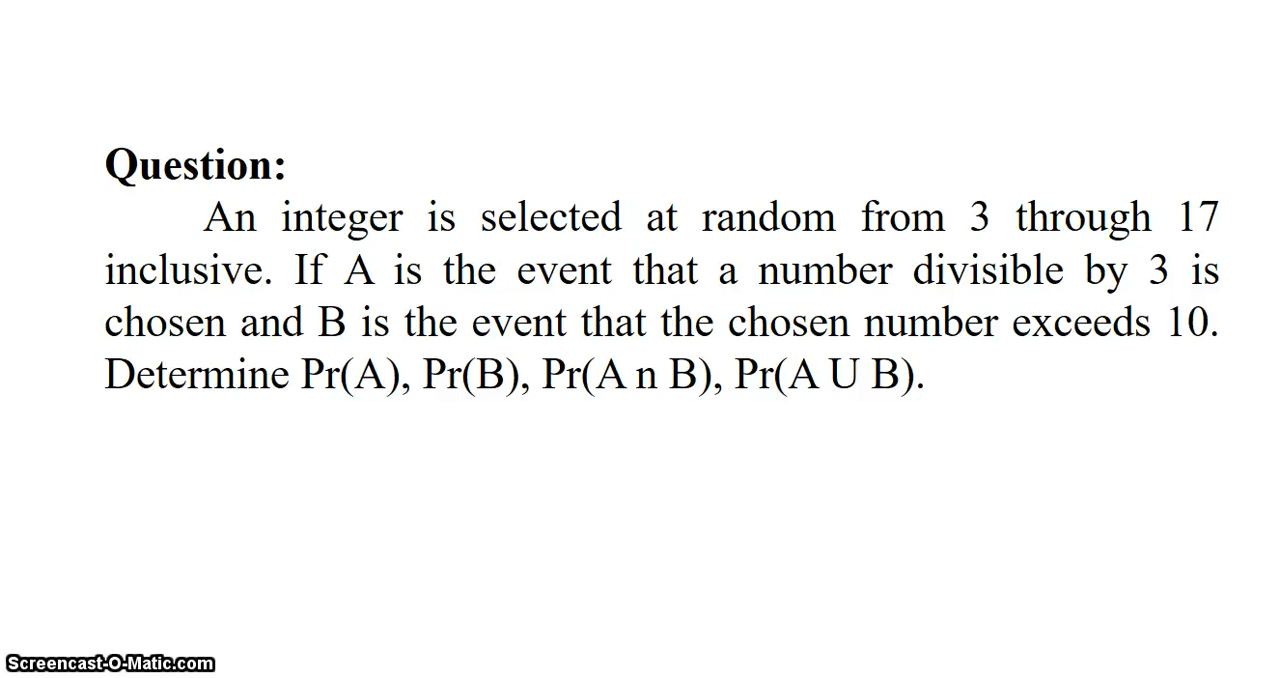 Question:
An integer is selected at random from 3 through 17
inclusive. If A is the event that a number divisible by 3 is
chosen and B is the event that the chosen number exceeds 10.
Determine Pr(A), Pr(B), Pr(A n B), Pr(A U B).
Screencast-O-Matic.com